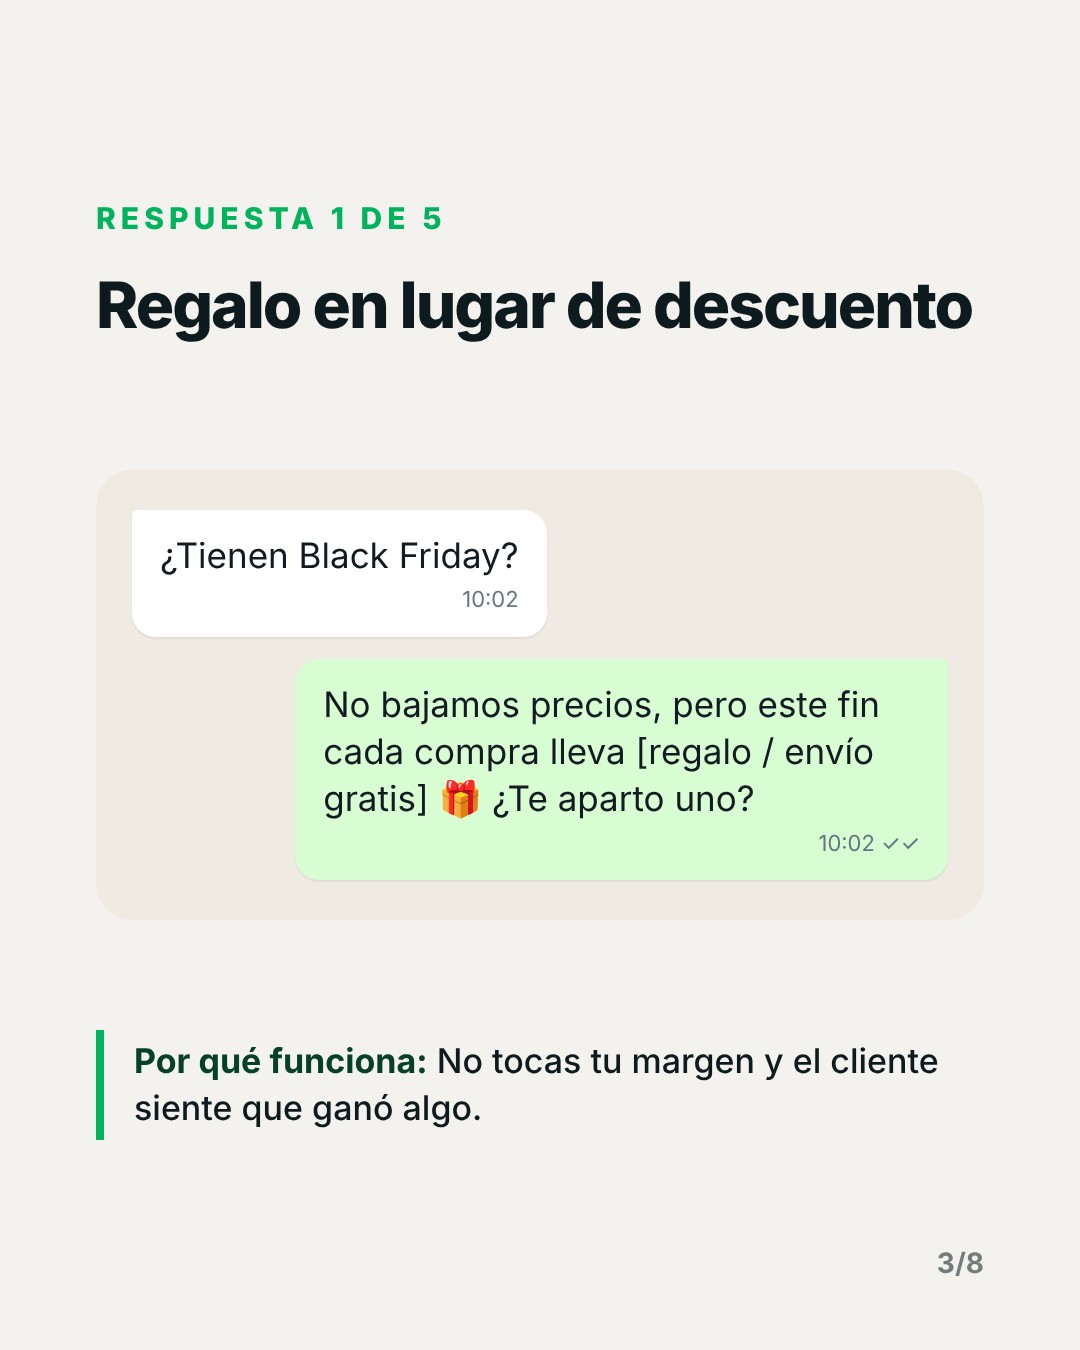 RESPUESTA 1 DE 5
Regalo en lugar de descuento
¿Tienen Black Friday?
10:02
No bajamos precios, pero este fin
cada compra lleva [regalo / envío
gratis] 🎁 ¿Te aparto uno?
10:02 ✓✓
Por qué funciona: No tocas tu margen y el cliente
siente que ganó algo.
3/8